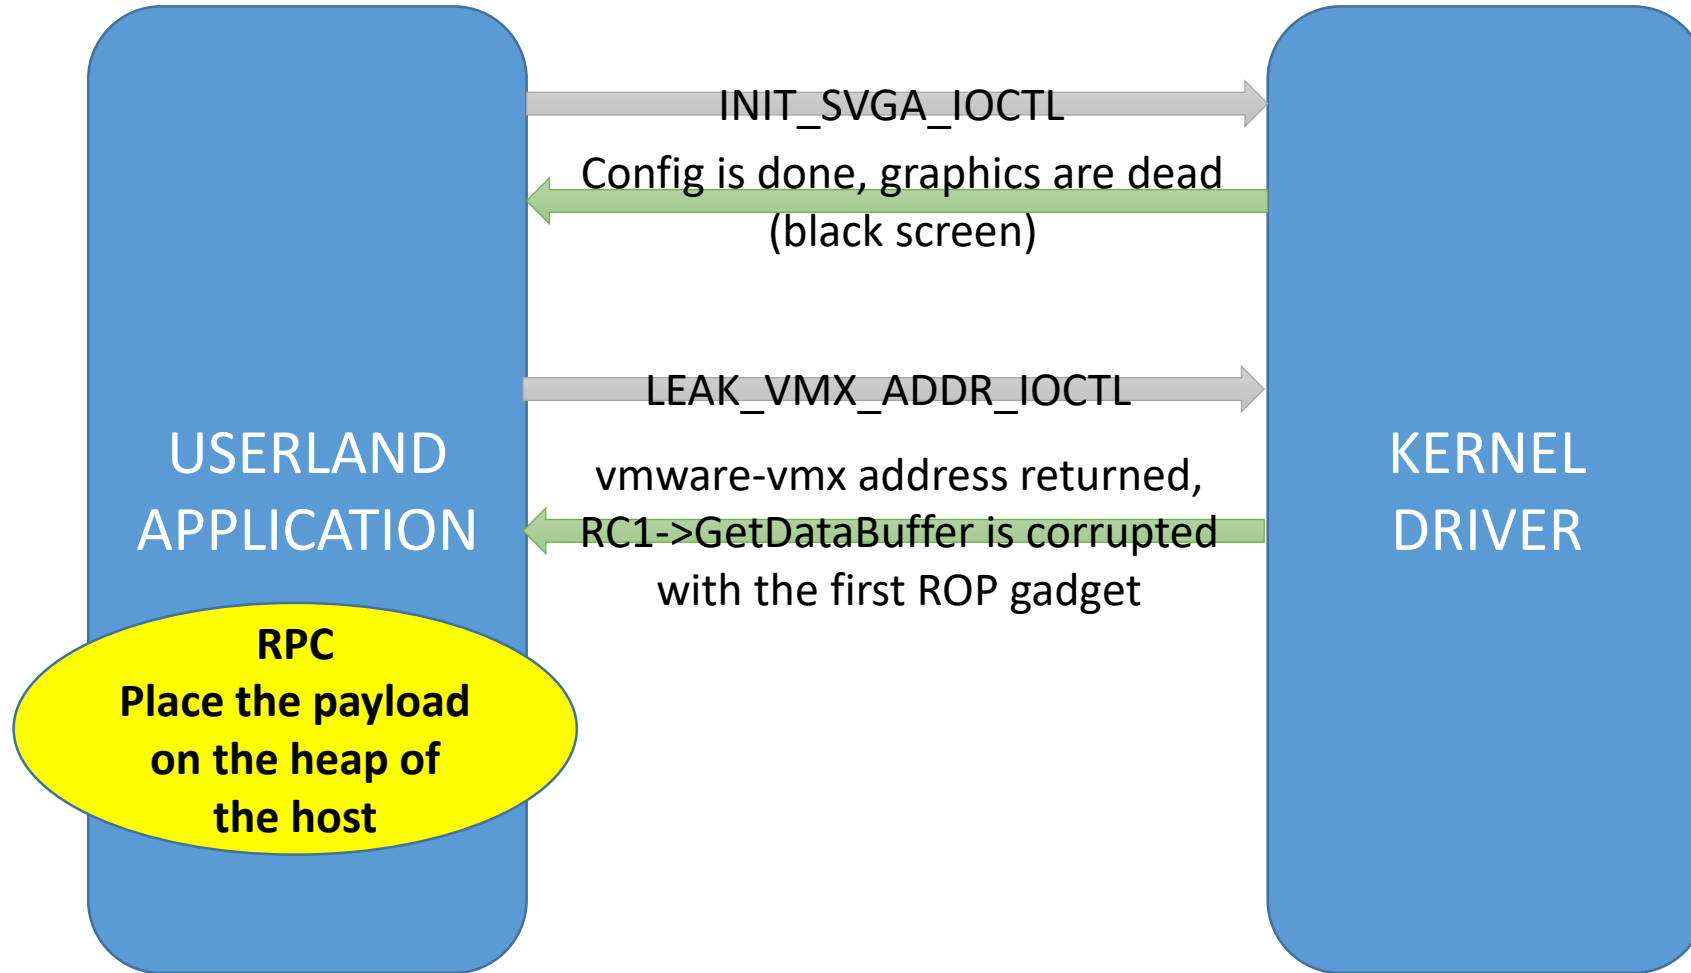 INIT_SVGA_IOCTL
Config is done, graphics are dead
(black screen)
LEAK_VMX_ADDR_IOCTL
USERLAND
APPLICATION
vmware-vmx address returned,
RC1->GetDataBuffer is corrupted
with the first ROP gadget
KERNEL
DRIVER
RPC
Place the payload
on the heap of
the host